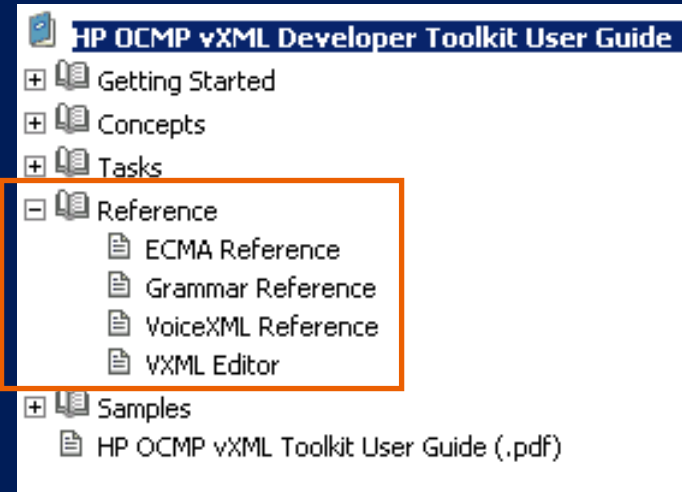 HP OCMP vXML Developer Toolkit User Guide
Getting Started
Concepts
Tasks
Reference
ECMA Reference
Grammar Reference
VoiceXML Reference
VXML Editor
Samples
HP OCMP vXML Toolkit User Guide (.pdf)